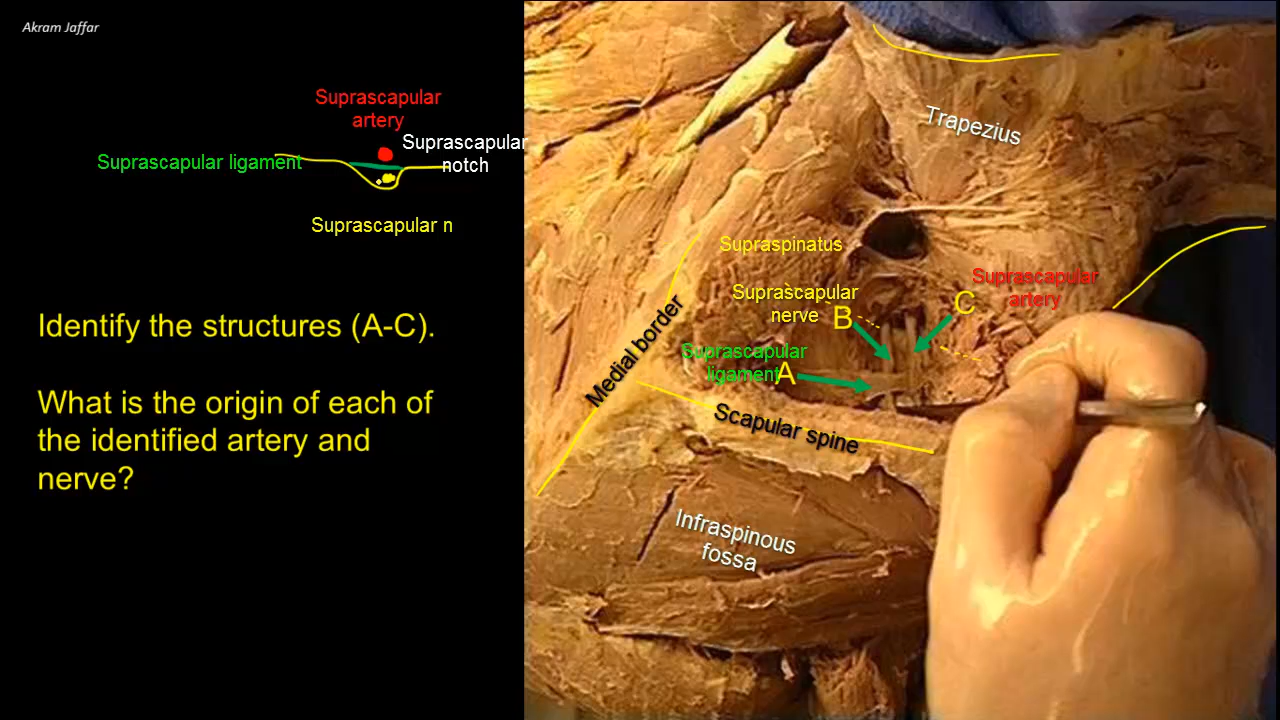 Akram Jaffar
Suprascapular
artery
Suprascapular
notch
Suprascapular ligament
Suprascapular n
Identify the structures (A-C).
What is the origin of each of
the identified artery and
nerve?
Trapezius
Supraspinatus
Suprascapular
nerve
B
Suprascapular
artery
C
Suprascapular
ligament
A
Medial border
Scapular spine
Infraspinous
fossa